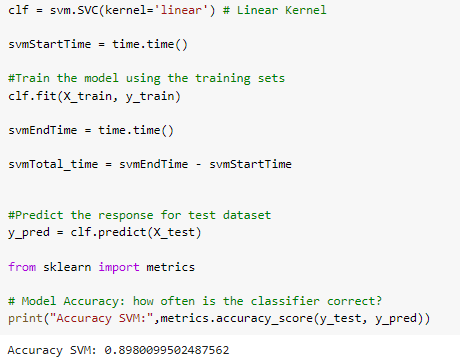 clf = svm.SVC(kernel='linear') # Linear Kernel
svmStartTime = time.time()
#Train the model using the training sets
clf.fit(X_train, y_train)
svmEndTime = time.time()
svmTotal_time = svmEndTime - svmStartTime
#Predict the response for test dataset
y_pred = clf.predict(X_test)
from sklearn import metrics
# Model Accuracy: how often is the classifier correct?
print("Accuracy SVM:",metrics.accuracy_score(y_test, y_pred))
Accuracy SVM: 0.8980099502487562